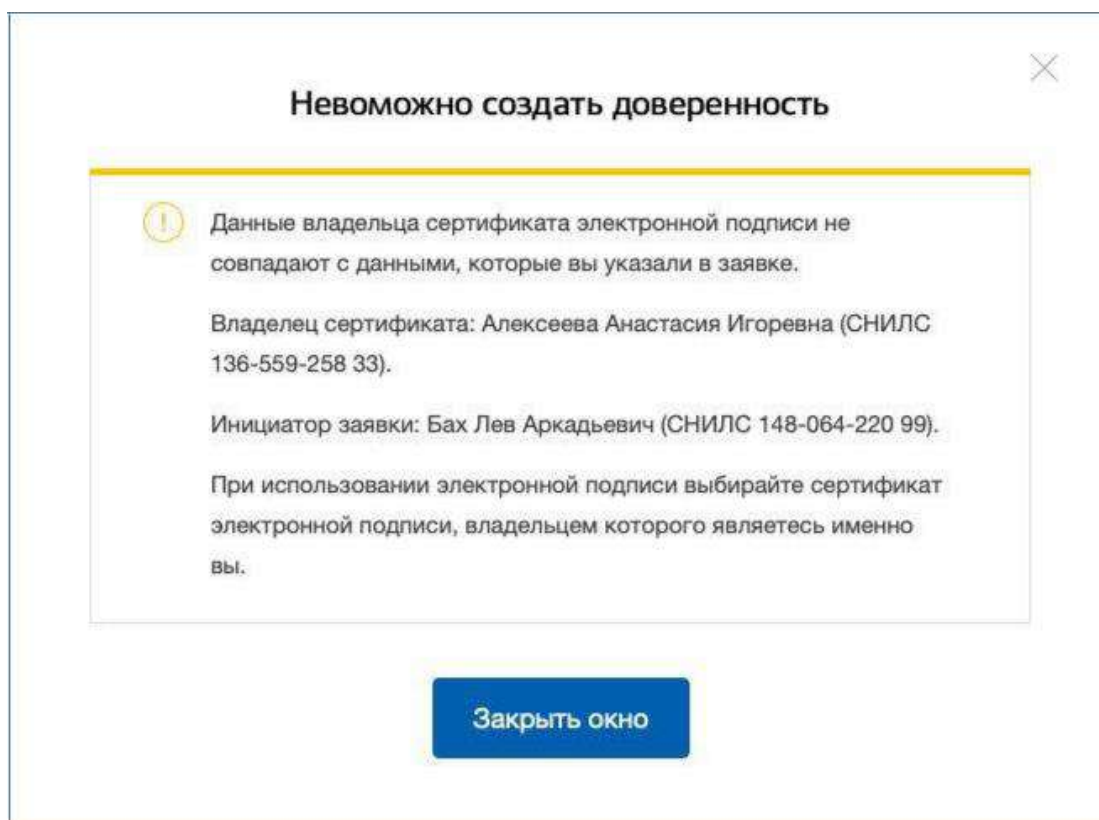 Невоможно создать доверенность
Данные владельца сертификата электронной подписи не
совпадают с данными, которые вы указали в заявке.
Владелец сертификата: Алексеева Анастасия Игоревна (СНИЛС
136-559-258 33).
Инициатор заявки: Бах Лев Аркадьевич (СНИЛС 148-064-220 99).
При использовании электронной подписи выбирайте сертификат
электронной подписи, владельцем которого являетесь именно
вы.
Закрыть окно